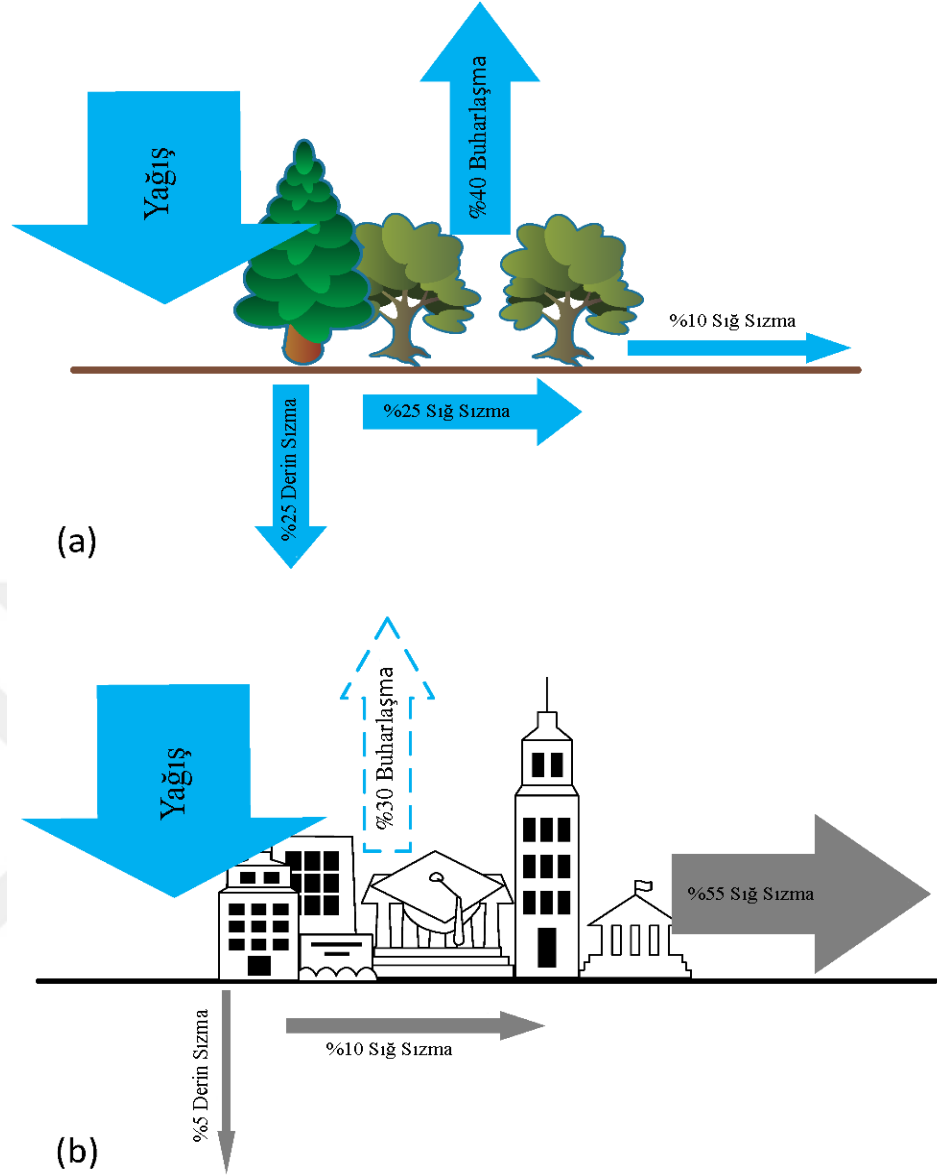 Yağış
%40 Buharlaşma
%10 Sığ Sızma
%25 Sığ Sızma
%25 Derin Sızma
(a)
Yağış
%30 Buharlaşma
%55 Sığ Sızma
%10 Sığ Sızma
%5 Derin Sızma
(b)